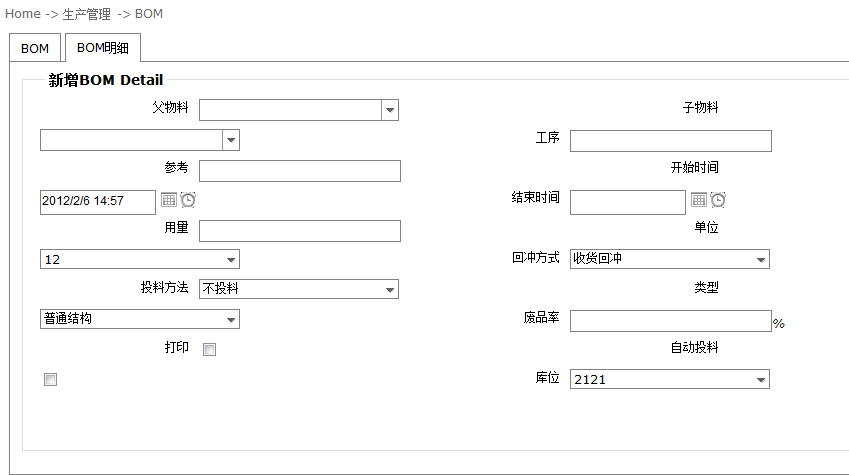 Home -> 生产管理 -> BOM
BOM BOM明细
新增BOM Detail
父物料 子物料
工序
参考 开始时间
2012/2/6 14:57 结束时间
用量 单位
12 回冲方式 收货回冲
投料方法 不投料 类型
普通结构 废品率 %
打印 自动投料
库位 2121